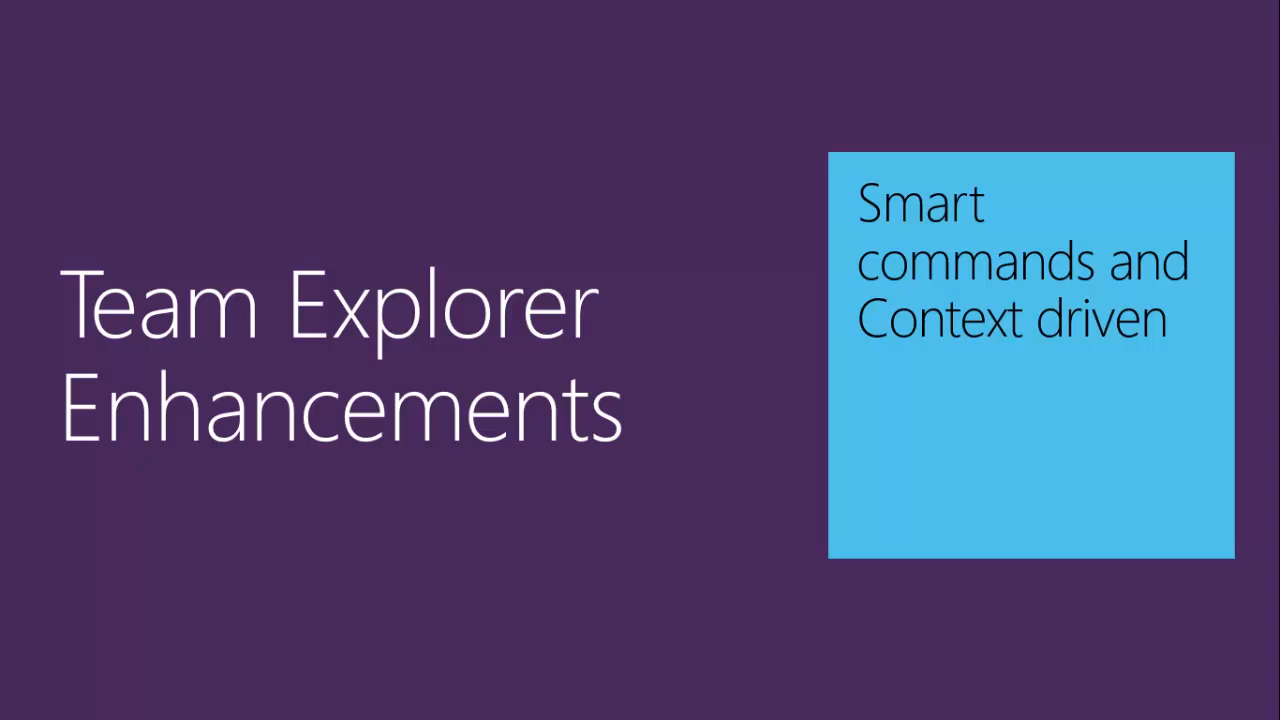 Team Explorer
Enhancements
Smart
commands and
Context driven